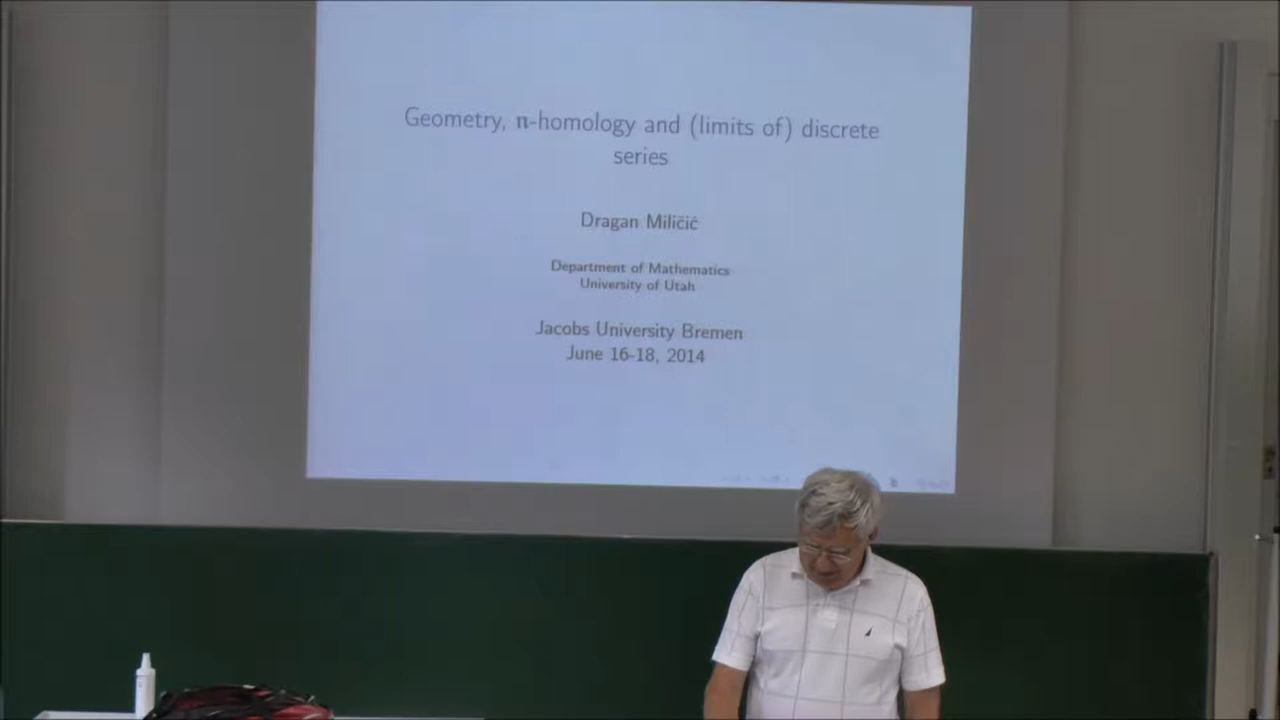 Geometry, n-homology and (limits of) discrete
series
Dragan Miličić
Department of Mathematics
University of Utah
Jacobs University Bremen
June 16-18, 2014